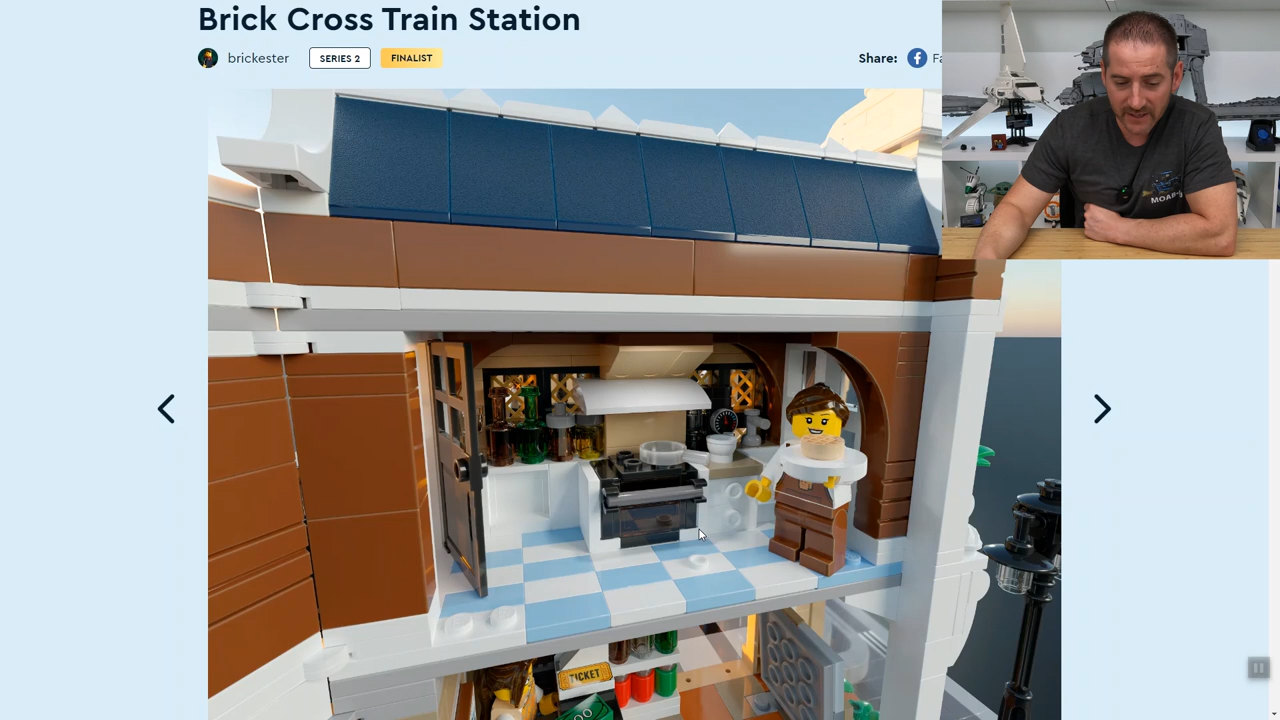 Brick Cross Train Station
brickester
SERIES 2
FINALIST
Share:
TICKET